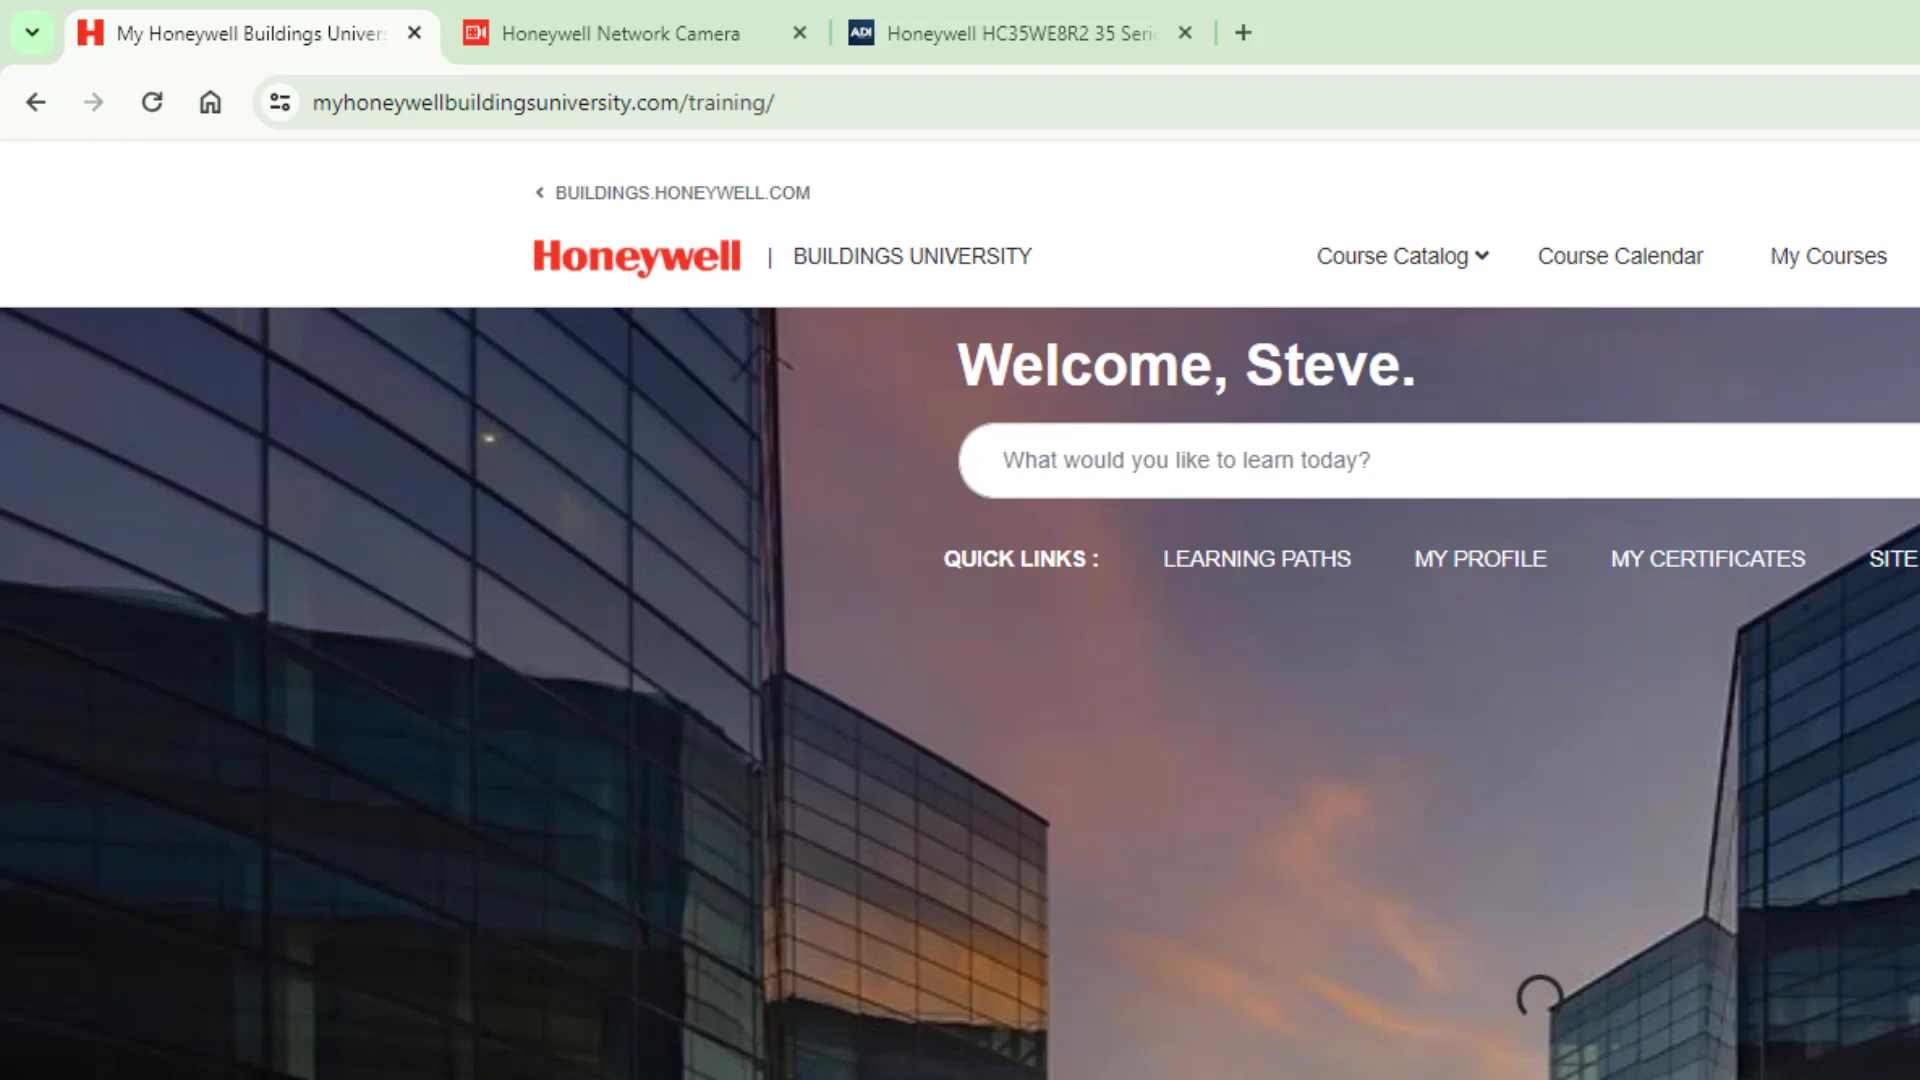 My Honeywell Buildings Univer
Honeywell Network Camera
ADI
Honeywell HC35WE8R2 35 Seri
myhoneywellbuildingsuniversity.com/training/
BUILDINGS.HONEYWELL.COM
Honeywell | BUILDINGS UNIVERSITY
Course Catalog
Course Calendar
My Courses
Welcome, Steve.
What would you like to learn today?
QUICK LINKS :
LEARNING PATHS
MY PROFILE
MY CERTIFICATES
SITE